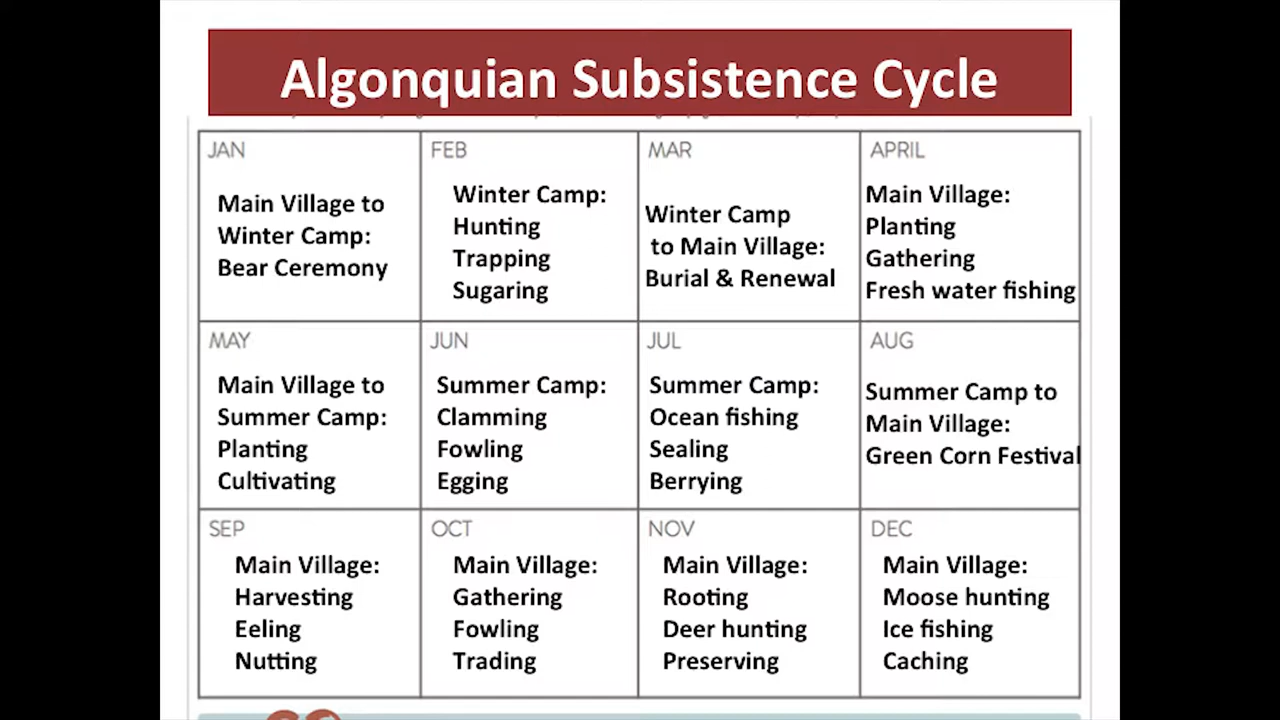 Algonquian Subsistence Cycle
JAN
Main Village to
Winter Camp:
Bear Ceremony
FEB
Winter Camp:
Hunting
Trapping
Sugaring
MAR
Winter Camp
to Main Village:
Burial & Renewal
APRIL
Main Village:
Planting
Gathering
Fresh water fishing
MAY
Main Village to
Summer Camp:
Planting
Cultivating
JUN
Summer Camp:
Clamming
Fowling
Egging
JUL
Summer Camp:
Ocean fishing
Sealing
Berrying
AUG
Summer Camp to
Main Village:
Green Corn Festival
SEP
Main Village:
Harvesting
Eeling
Nutting
OCT
Main Village:
Gathering
Fowling
Trading
NOV
Main Village:
Rooting
Deer hunting
Preserving
DEC
Main Village:
Moose hunting
Ice fishing
Caching